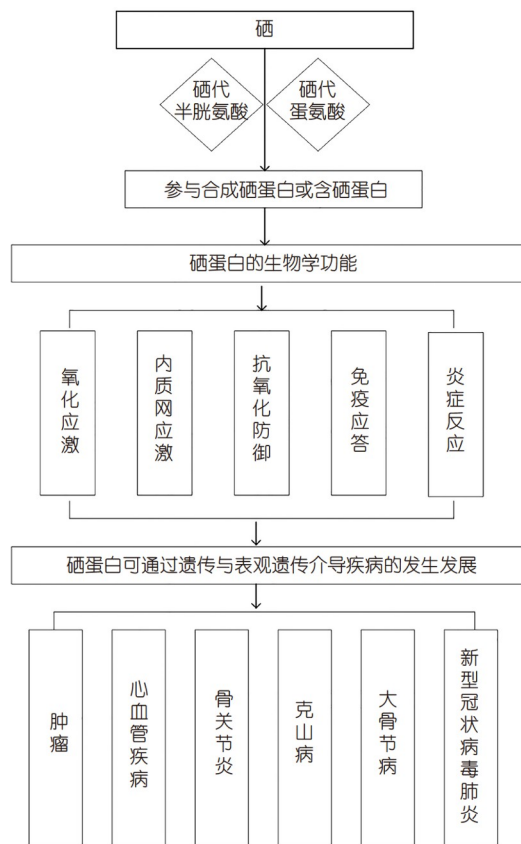 硒
硒代
半胱氨酸
硒代
蛋氨酸
参与合成硒蛋白或含硒蛋白
硒蛋白的生物学功能
氧化应激
内质网应激
抗氧化防御
免疫应答
炎症反应
硒蛋白可通过遗传与表观遗传介导疾病的发生发展
肿瘤
心血管疾病
骨关节炎
克山病
大骨节病
新型冠状病毒肺炎